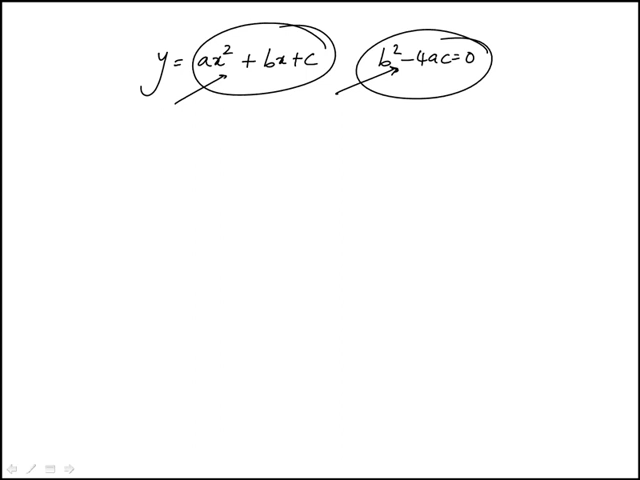 y = ax² + bx + c b² - 4ac = 0